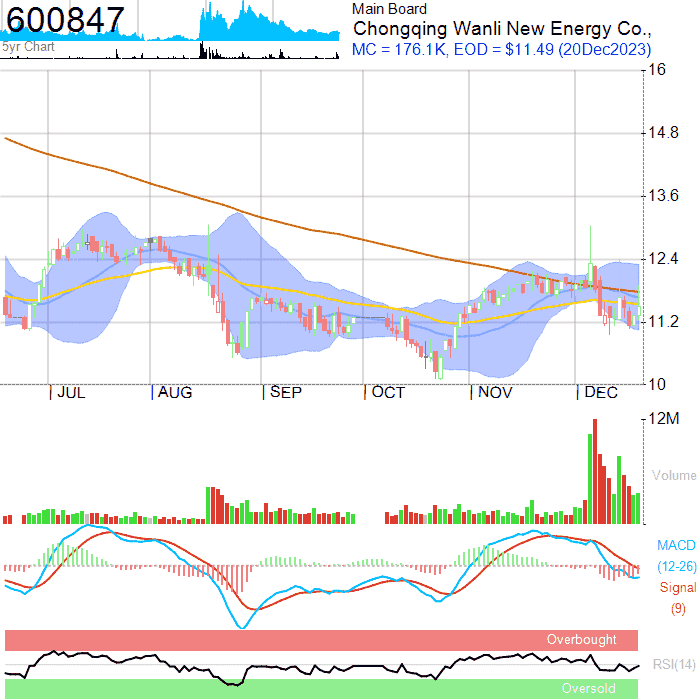 600847
5yr Chart
Main Board
Chongqing Wanli New Energy Co.,
MC = 176.1K, EOD = $11.49 (20Dec2023)
16
14.8
13.6
12.4
11.2
10
JUL
AUG
SEP
OCT
NOV
DEC
12M
Volume
MACD
(12-26)
Signal
(9)
Overbought
RSI(14)
Oversold